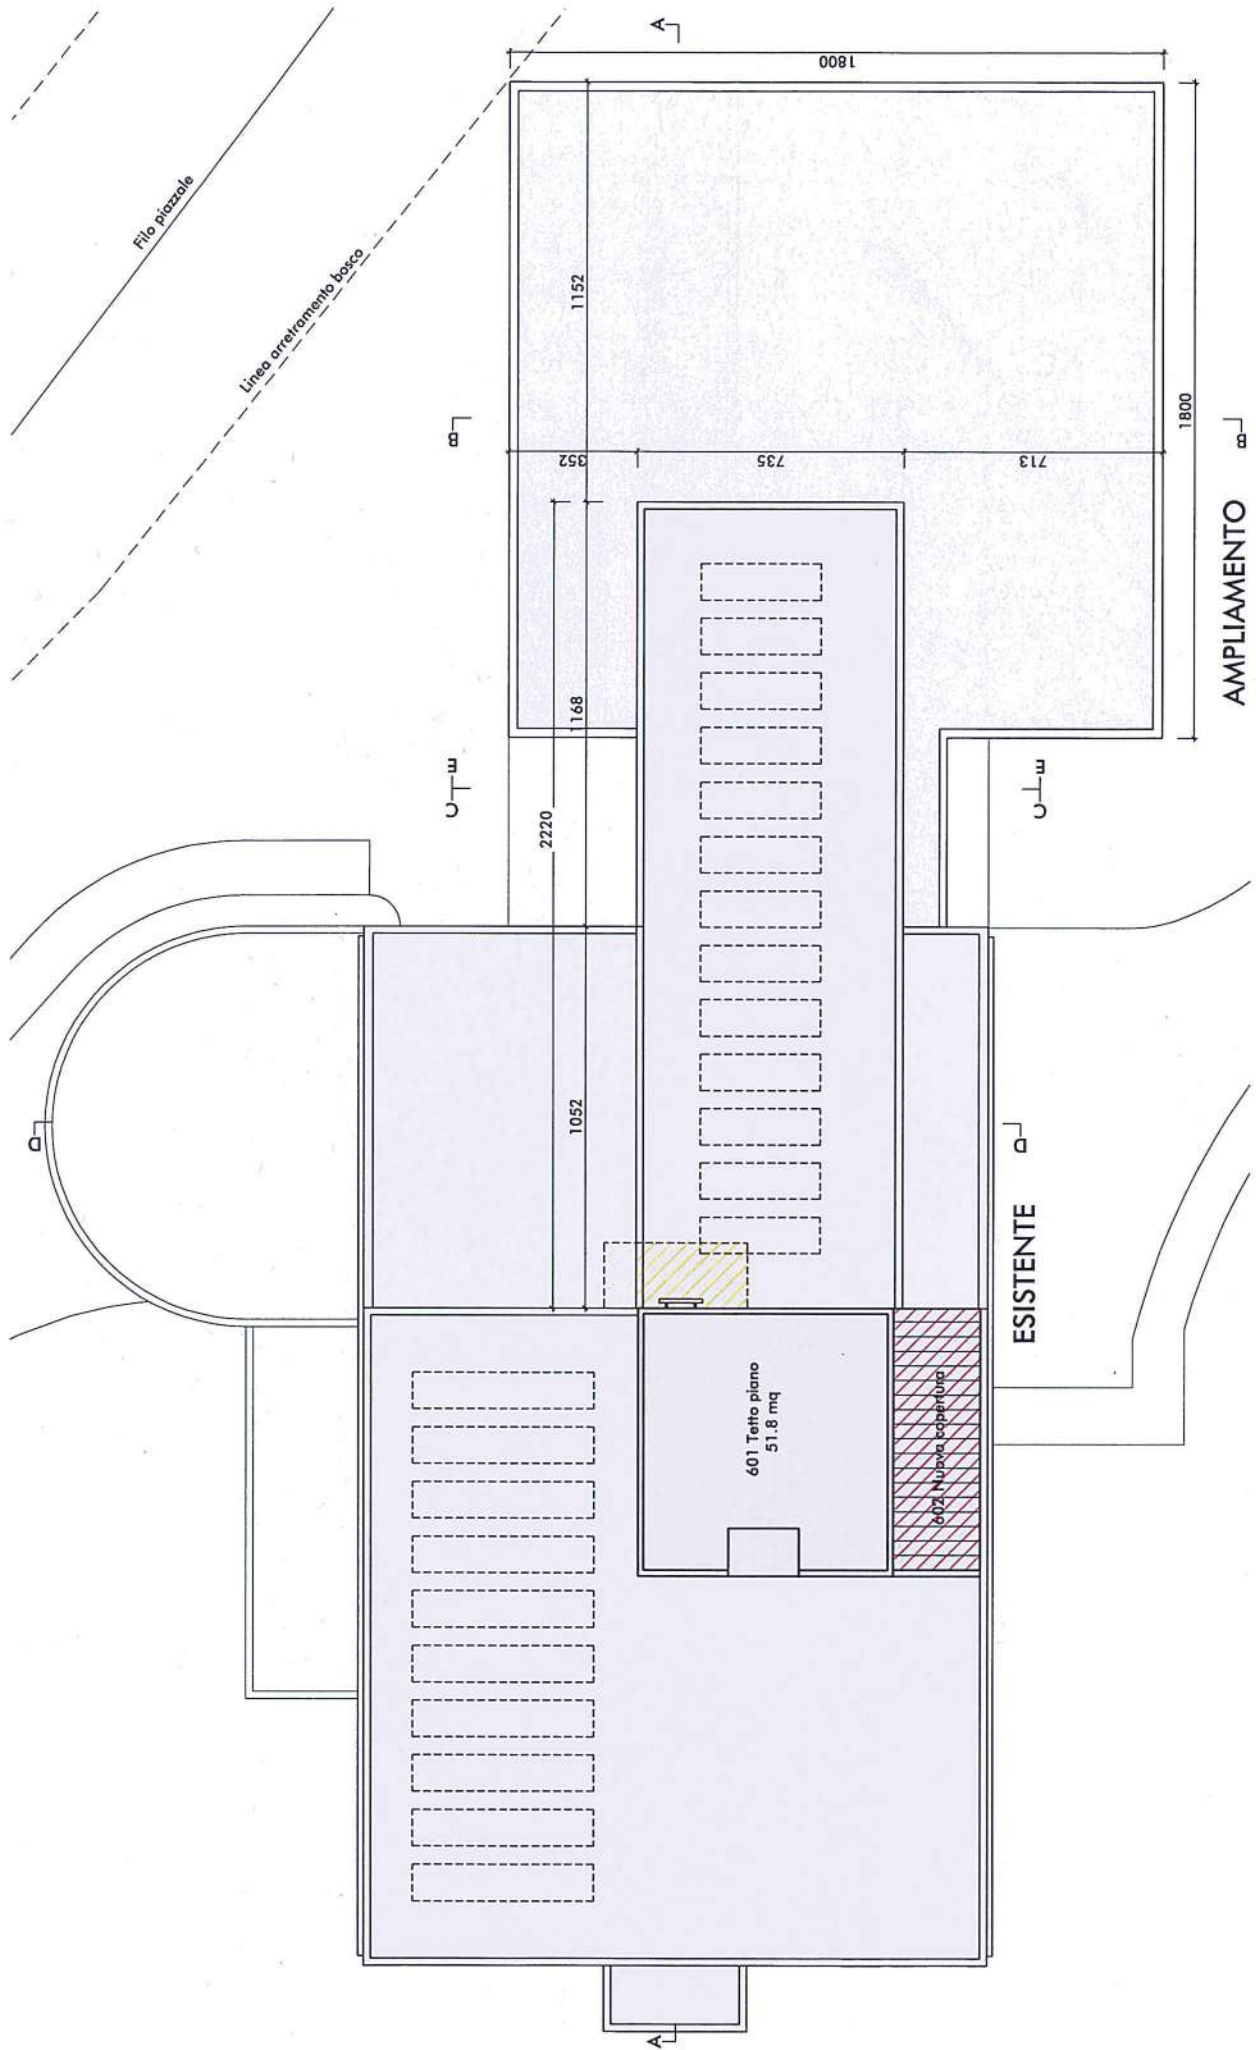 A
1800
Filo piazzale
Linea arretramento bosco
1152
B
352
735
713
1800
B
AMPLIAMENTO
168
2220
E
C
E
C
1052
D
D
ESISTENTE
601 Tetto piano
51.8 mq
602 Nuova copertura
A